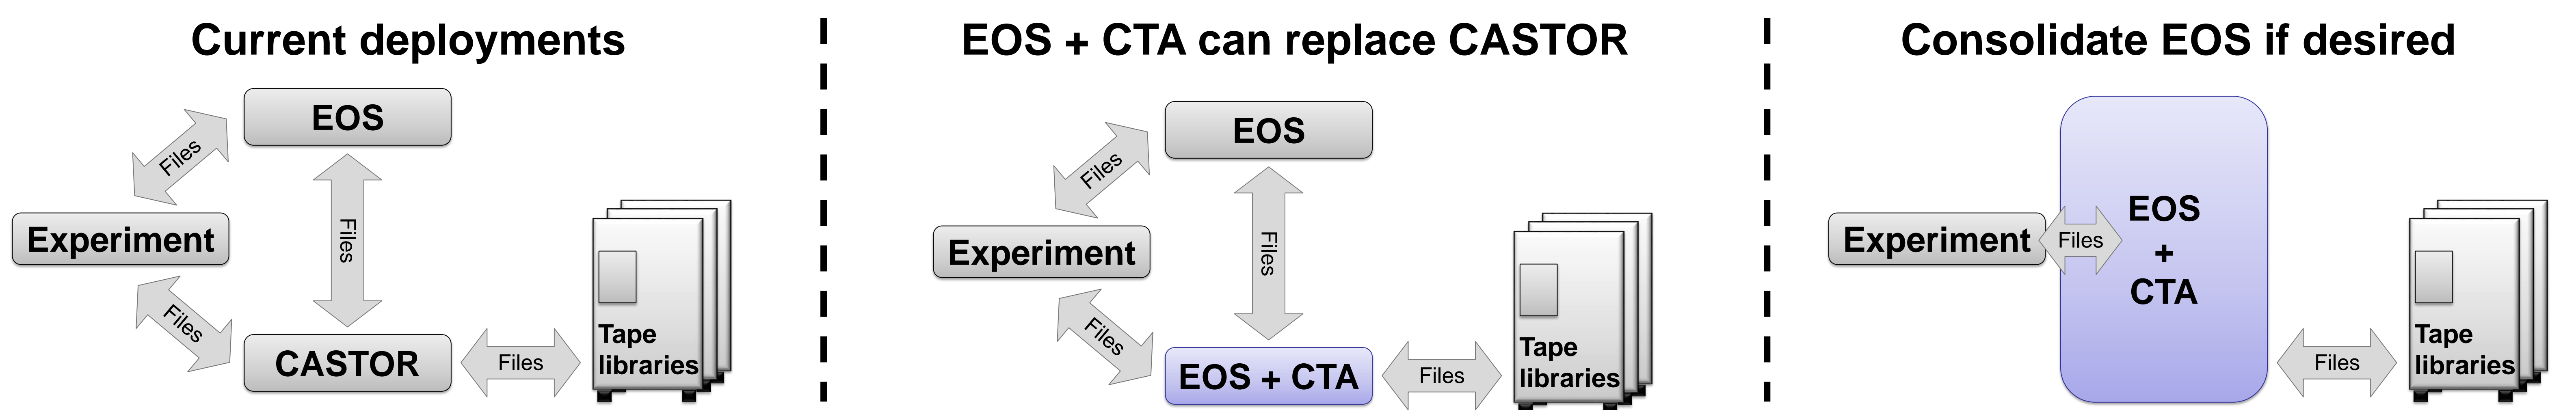 Current deployments
EOS
Files
Experiment
Files
Files
CASTOR
Files
Tape
libraries
EOS + CTA can replace CASTOR
EOS
Files
Experiment
Files
Files
EOS + CTA
Files
Tape
libraries
Consolidate EOS if desired
Experiment
Files
EOS
+
CTA
Files
Tape
libraries